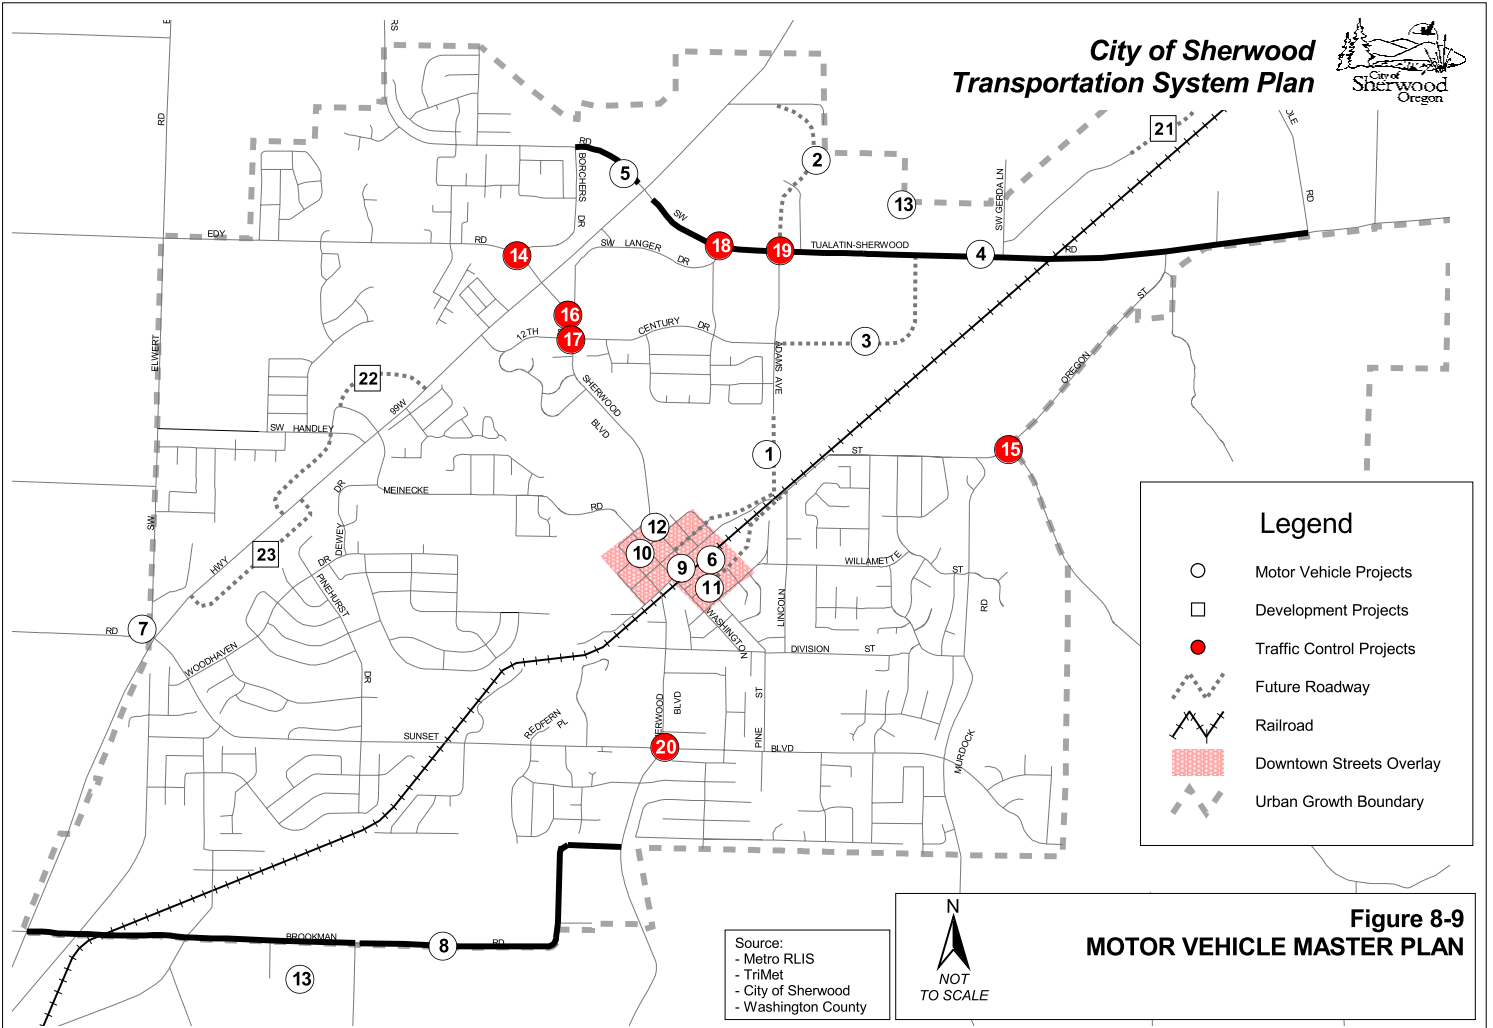 City of Sherwood
Transportation System Plan
City of
Sherwood
Oregon
RD
RD
BORCHERS
DR
5
2
21
13
SW GERDA LN
RD
EDY
RD
14
SW
SW LANGER
DR
18
19
TUALATIN-SHERWOOD
4
RD
16
17
12TH
CENTURY
DR
3
ADAMS AVE
ST
OREGON
ELWERT
22
99W
SHERWOOD
BLVD
SW HANDLEY
1
ST
15
MEINECKE
RD
DR
DEWEY
SW
HWY
23
DR
PINEHURST
DR
12
10
9
6
11
WILLAMETTE
ST
RD
LINCOLN
WASHINGTON
7
RD
WOODHAVEN
DIVISION
ST
BLVD
ST
PINE
REDFERN
PL
SUNSET
20
BLVD
MURDOCK
BROOKMAN
8
RD
13
Legend
Motor Vehicle Projects
Development Projects
Traffic Control Projects
Future Roadway
Railroad
Downtown Streets Overlay
Urban Growth Boundary
Source:
- Metro RLIS
- TriMet
- City of Sherwood
- Washington County
N
NOT
TO SCALE
Figure 8-9
MOTOR VEHICLE MASTER PLAN